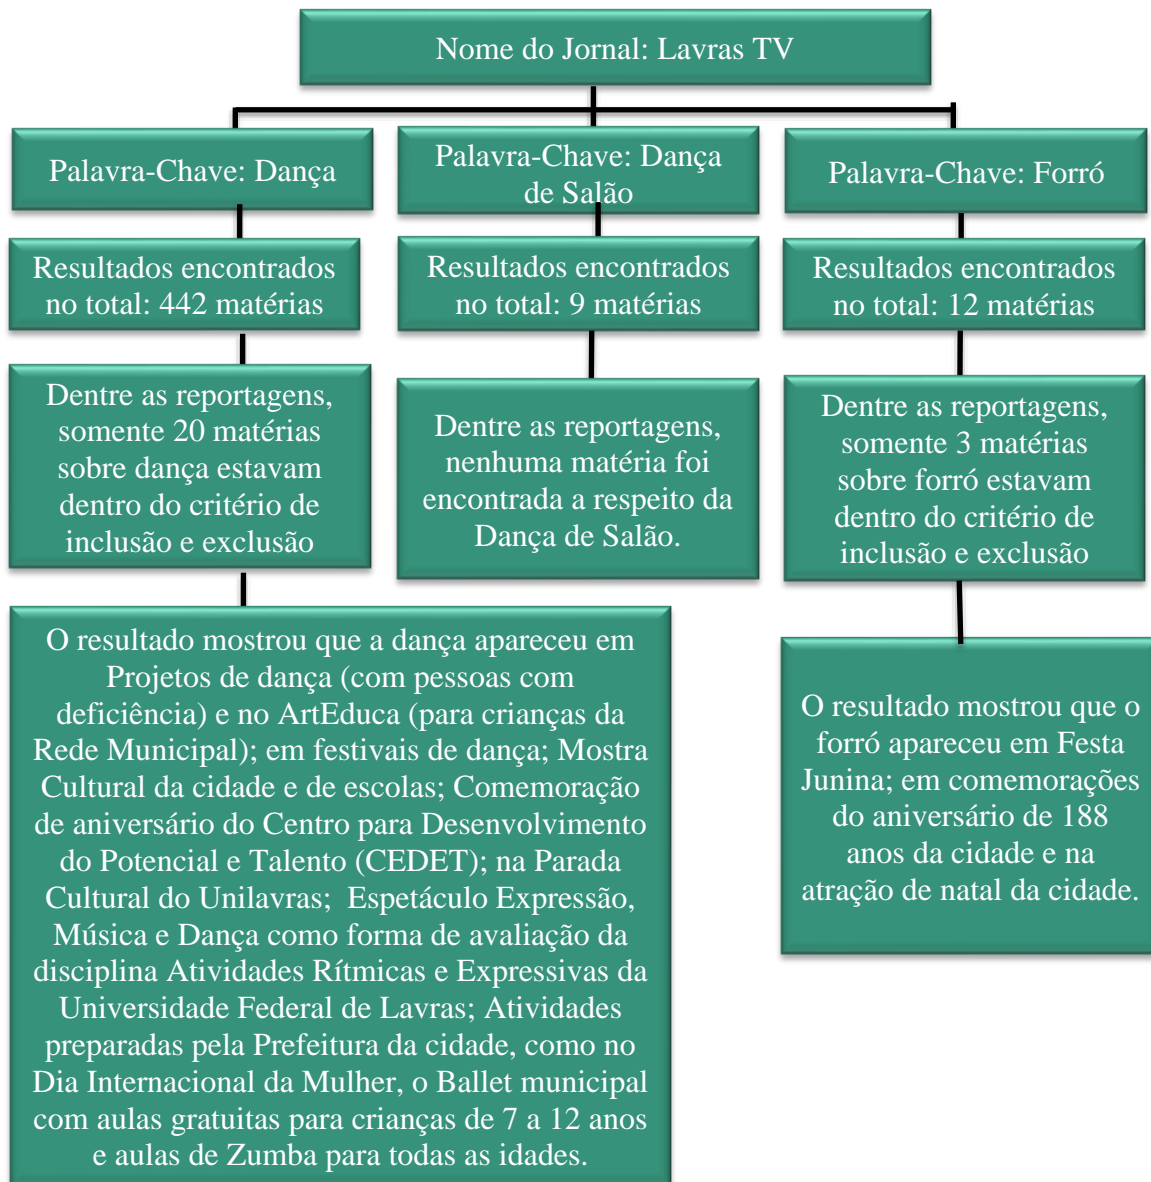 Nome do Jornal: Lavras TV
Palavra-Chave: Dança
Palavra-Chave: Dança
de Salão
Palavra-Chave: Forró
Resultados encontrados
no total: 442 matérias
Resultados encontrados
no total: 9 matérias
Resultados encontrados
no total: 12 matérias
Dentre as reportagens,
somente 20 matérias
sobre dança estavam
dentro do critério de
inclusão e exclusão
Dentre as reportagens,
nenhuma matéria foi
encontrada a respeito da
Dança de Salão.
Dentre as reportagens,
somente 3 matérias
sobre forró estavam
dentro do critério de
inclusão e exclusão
O resultado mostrou que a dança apareceu em
Projetos de dança (com pessoas com
deficiência) e no ArtEduca (para crianças da
Rede Municipal); em festivais de dança; Mostra
Cultural da cidade e de escolas; Comemoração
de aniversário do Centro para Desenvolvimento
do Potencial e Talento (CEDET); na Parada
Cultural do Unilavras; Espetáculo Expressão,
Música e Dança como forma de avaliação da
disciplina Atividades Rítmicas e Expressivas da
Universidade Federal de Lavras; Atividades
preparadas pela Prefeitura da cidade, como no
Dia Internacional da Mulher, o Ballet municipal
com aulas gratuitas para crianças de 7 a 12 anos
e aulas de Zumba para todas as idades.
O resultado mostrou que o
forró apareceu em Festa
Junina; em comemorações
do aniversário de 188
anos da cidade e na
atração de natal da cidade.